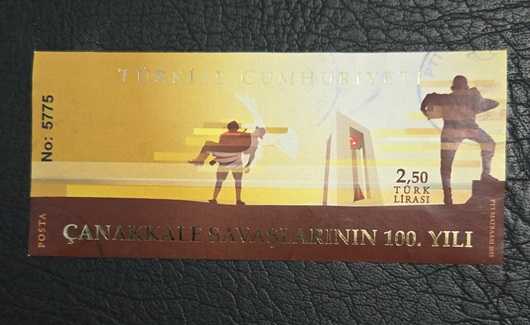 TÜRKİYE CUMHURİYETİ
No: 5775
2,50
TÜRK
LİRASI
POSTA
ÇANAKKALE SAVAŞLARININ 100. YILI